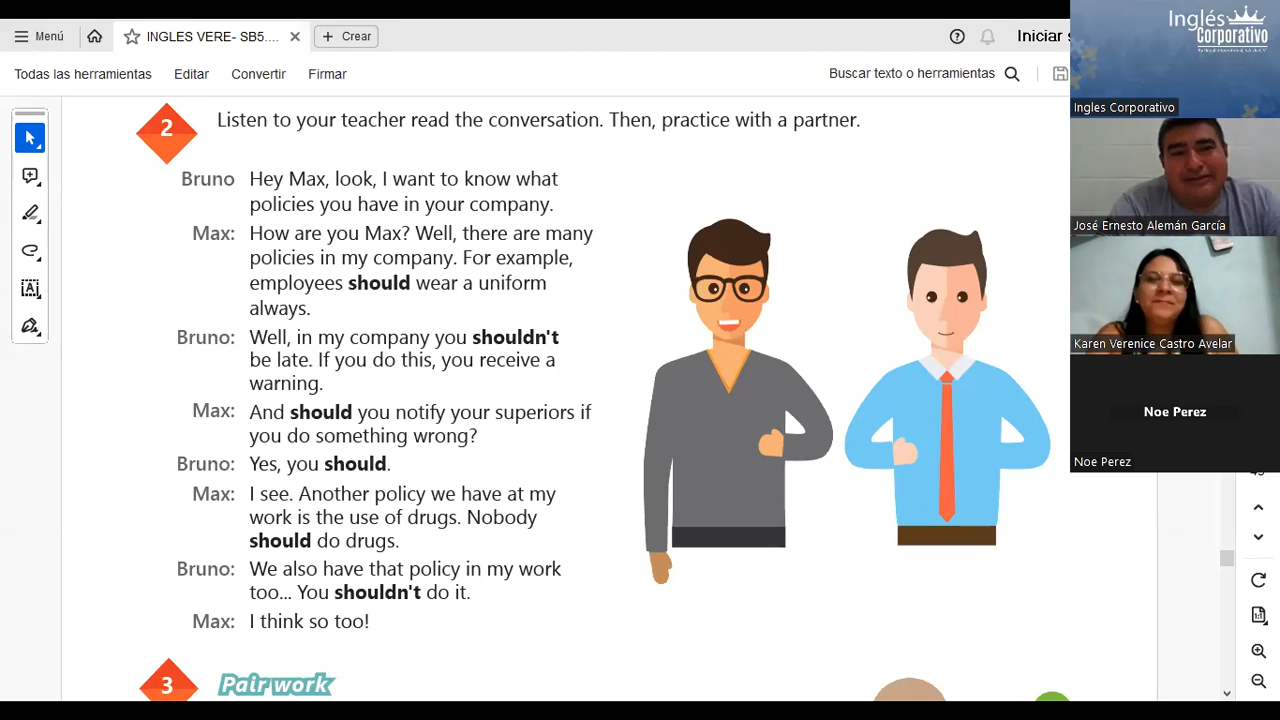 Menú
INGLES VERE- SB5....
Crear
Iniciar s
Todas las herramientas
Editar
Convertir
Firmar
Buscar texto o herramientas
2
Listen to your teacher read the conversation. Then, practice with a partner.
Bruno Hey Max, look, I want to know what
policies you have in your company.
Max: How are you Max? Well, there are many
policies in my company. For example,
employees should wear a uniform
always.
Bruno: Well, in my company you shouldn't
be late. If you do this, you receive a
warning.
Max: And should you notify your superiors if
you do something wrong?
Bruno: Yes, you should.
Max: I see. Another policy we have at my
work is the use of drugs. Nobody
should do drugs.
Bruno: We also have that policy in my work
too... You shouldn't do it.
Max: I think so too!
3
Pair work
Inglés
Corporativo
Ingles Corporativo
José Ernesto Alemán García
Karen Verenice Castro Avelar
Noe Perez
Noe Perez